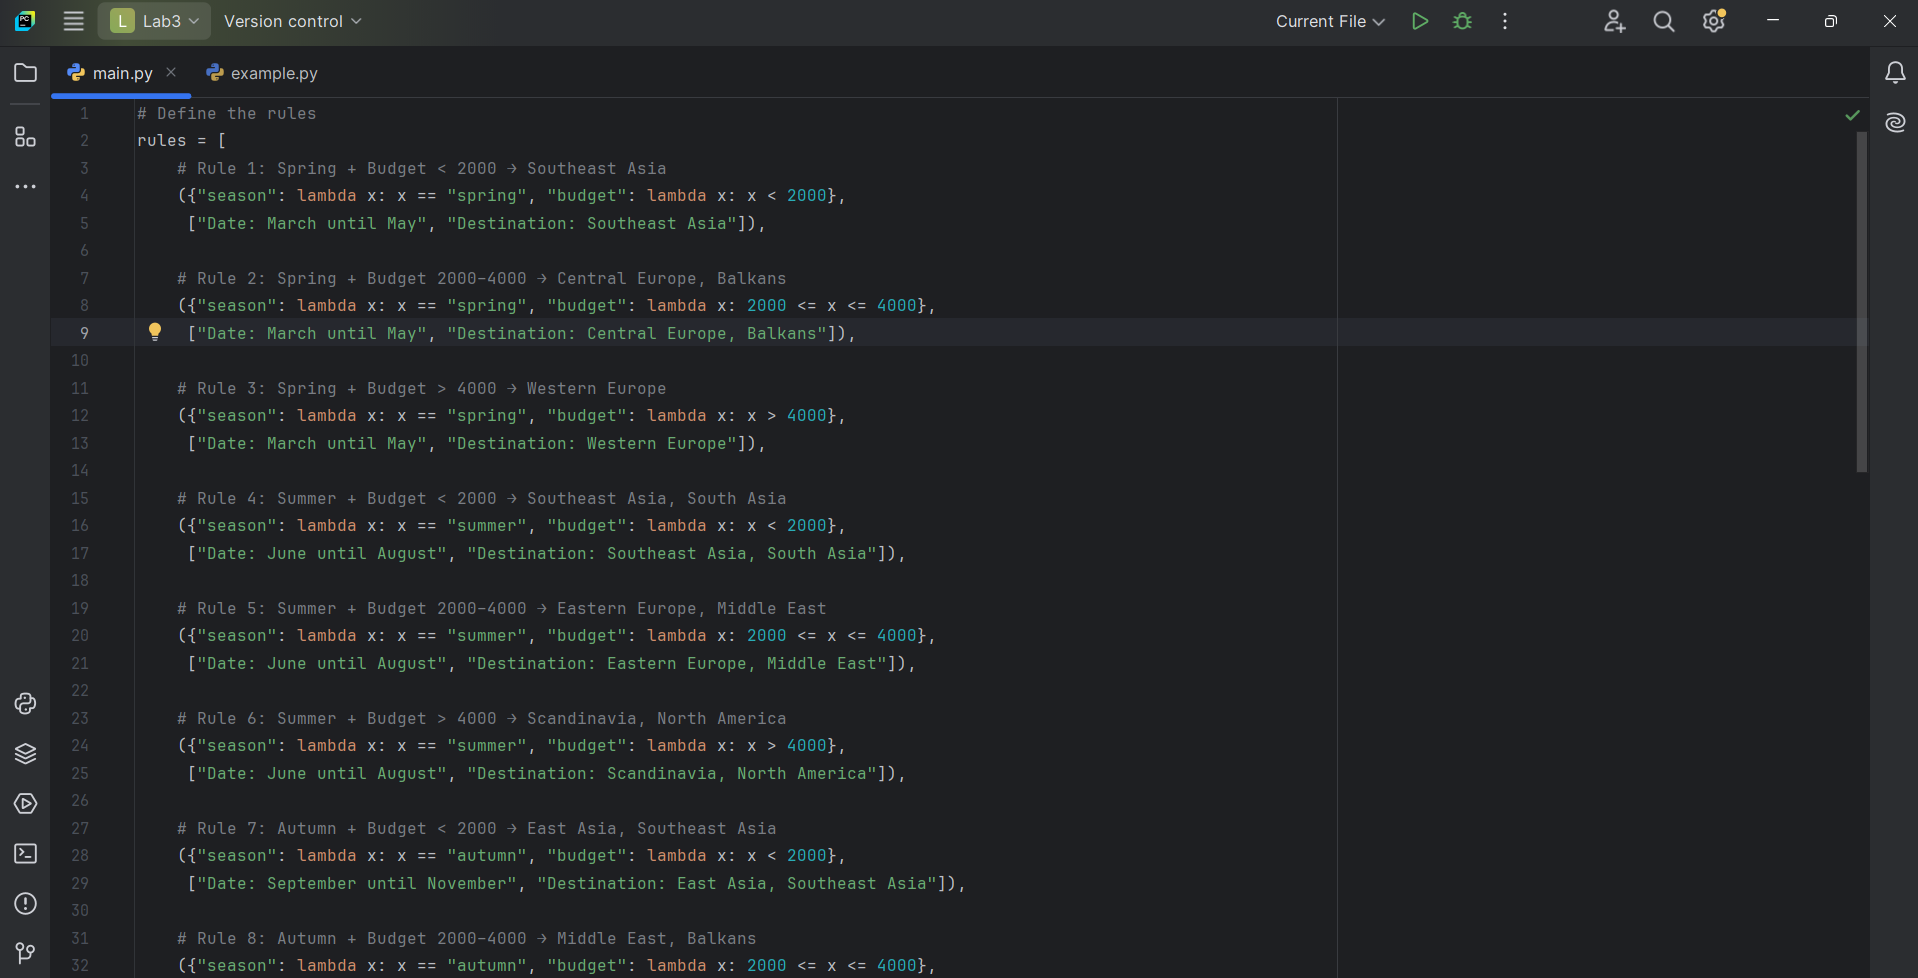 L Lab3 Version control Current File
main.py example.py
1 # Define the rules
2 rules = [
3 # Rule 1: Spring + Budget < 2000 → Southeast Asia
4 ({"season": lambda x: x == "spring", "budget": lambda x: x < 2000},
5 ["Date: March until May", "Destination: Southeast Asia"]),
6
7 # Rule 2: Spring + Budget 2000-4000 → Central Europe, Balkans
8 ({"season": lambda x: x == "spring", "budget": lambda x: 2000 <= x <= 4000},
9 ["Date: March until May", "Destination: Central Europe, Balkans"]),
10
11 # Rule 3: Spring + Budget > 4000 → Western Europe
12 ({"season": lambda x: x == "spring", "budget": lambda x: x > 4000},
13 ["Date: March until May", "Destination: Western Europe"]),
14
15 # Rule 4: Summer + Budget < 2000 → Southeast Asia, South Asia
16 ({"season": lambda x: x == "summer", "budget": lambda x: x < 2000},
17 ["Date: June until August", "Destination: Southeast Asia, South Asia"]),
18
19 # Rule 5: Summer + Budget 2000-4000 → Eastern Europe, Middle East
20 ({"season": lambda x: x == "summer", "budget": lambda x: 2000 <= x <= 4000},
21 ["Date: June until August", "Destination: Eastern Europe, Middle East"]),
22
23 # Rule 6: Summer + Budget > 4000 → Scandinavia, North America
24 ({"season": lambda x: x == "summer", "budget": lambda x: x > 4000},
25 ["Date: June until August", "Destination: Scandinavia, North America"]),
26
27 # Rule 7: Autumn + Budget < 2000 → East Asia, Southeast Asia
28 ({"season": lambda x: x == "autumn", "budget": lambda x: x < 2000},
29 ["Date: September until November", "Destination: East Asia, Southeast Asia"]),
30
31 # Rule 8: Autumn + Budget 2000-4000 → Middle East, Balkans
32 ({"season": lambda x: x == "autumn", "budget": lambda x: 2000 <= x <= 4000},